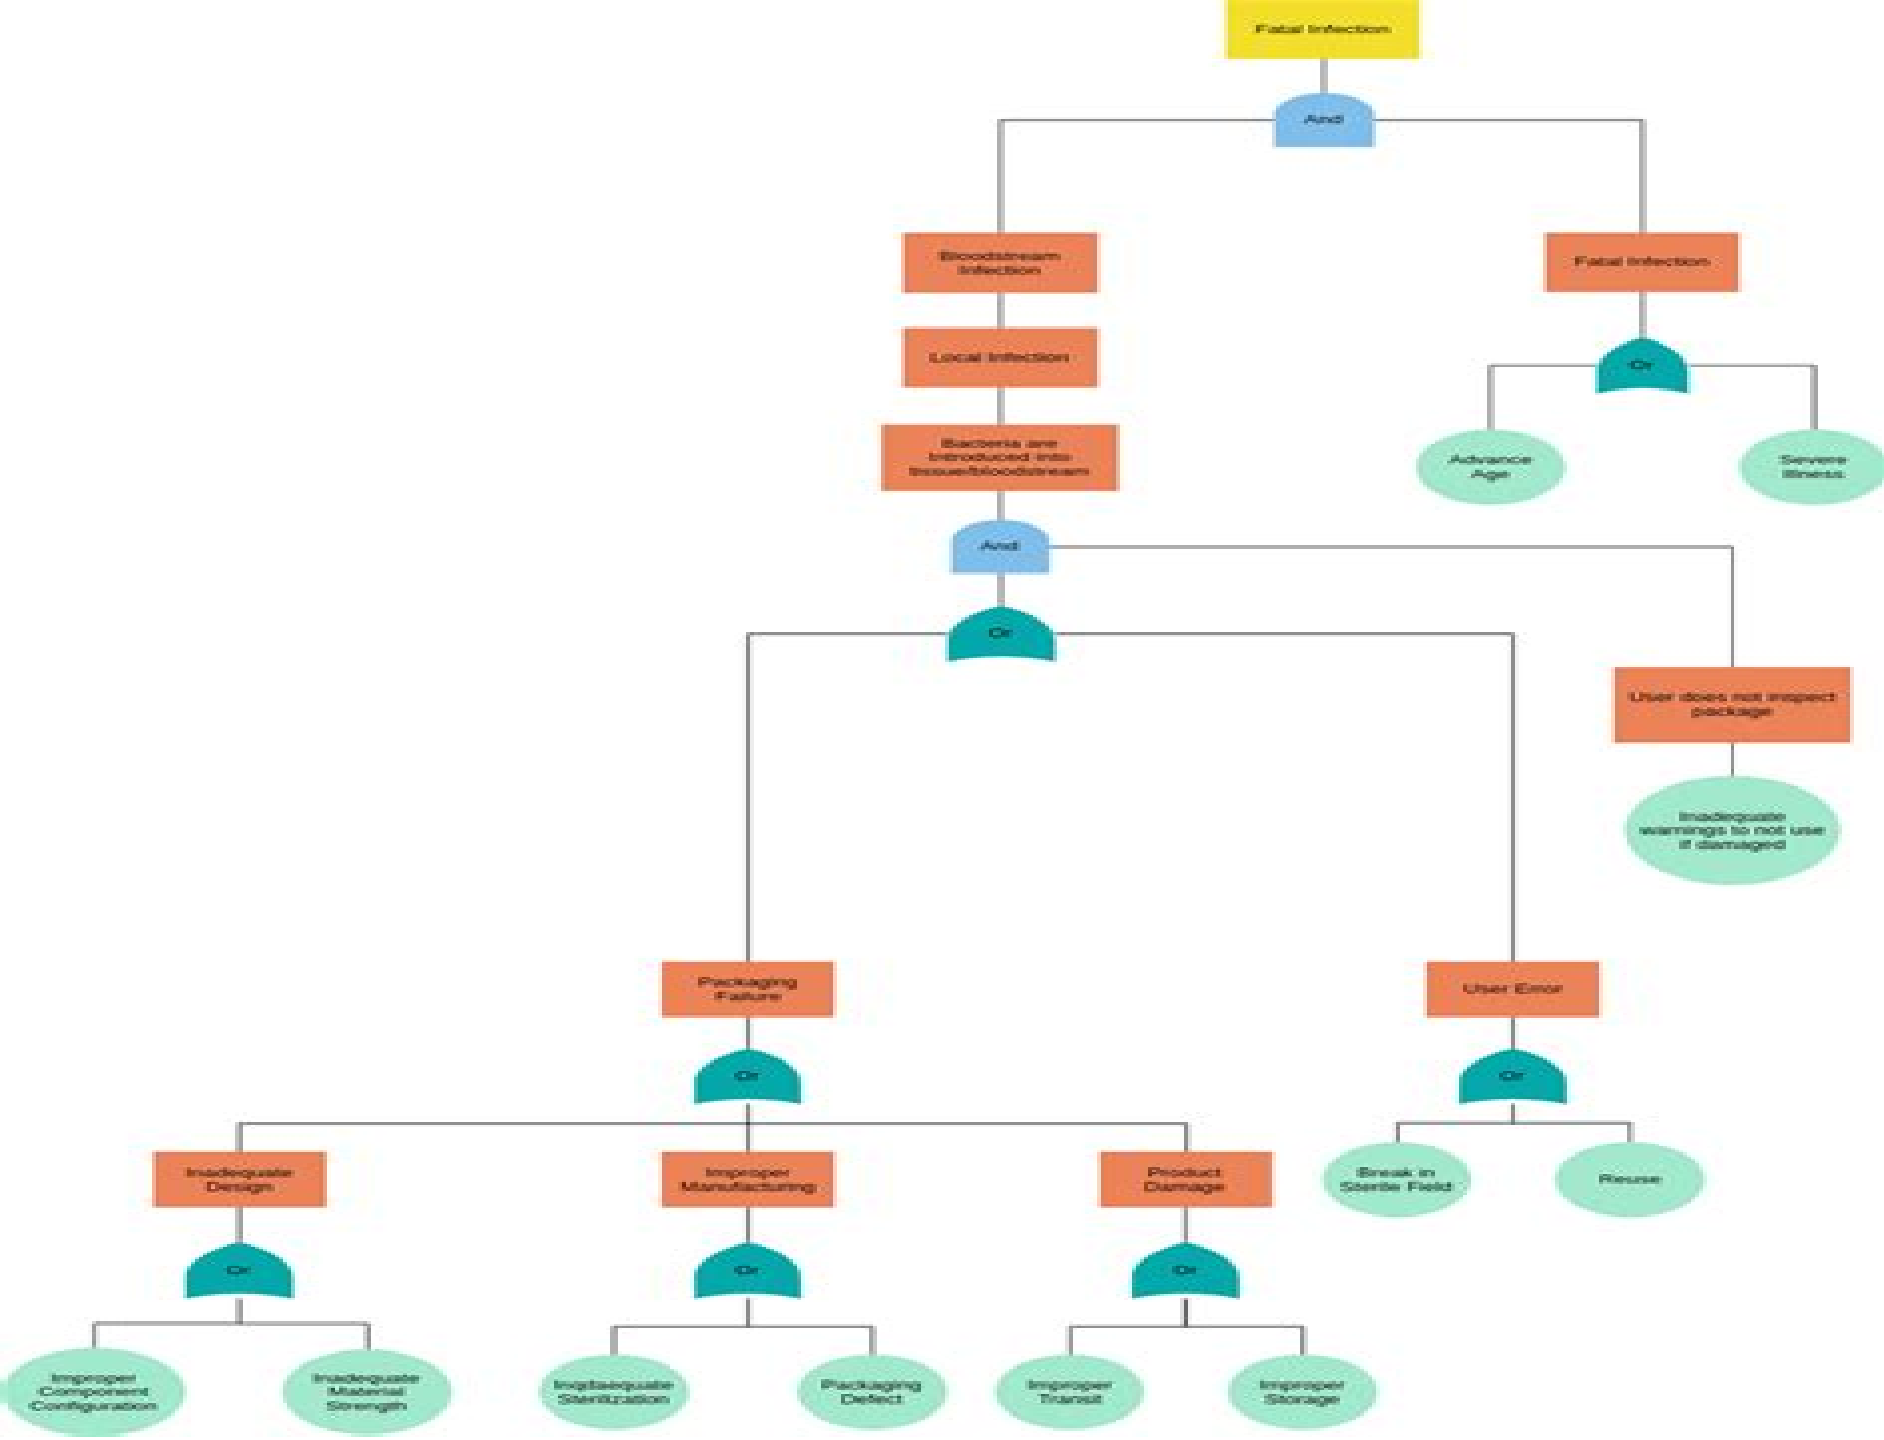 Fatal Infection
And
Bloodstream
Infection
Fatal Infection
Local Infection
Or
Bacteria are
Introduced into
tissue/bloodstream
Advance
Age
Severe
Illness
And
Or
User does not inspect
package
Inadequate
warnings to not use
if damaged
Packaging
Failure
User Error
Or
Or
Inadequate
Design
Improper
Manufacturing
Product
Damage
Break in
Sterile Field
Reuse
Or
Or
Or
Improper
Component
Configuration
Inadequate
Material
Strength
Inqdaequate
Sterilization
Packaging
Defect
Improper
Transit
Improper
Storage